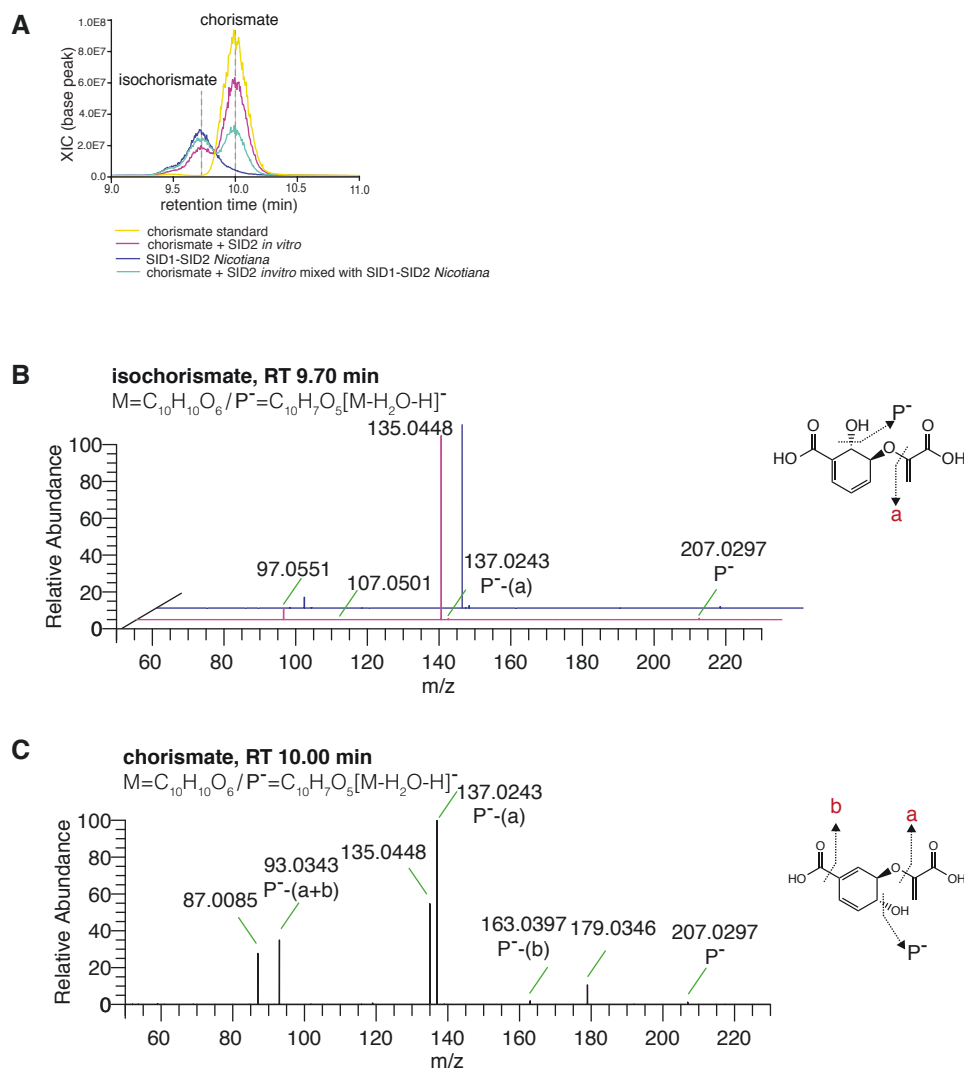 A
chorismate
isochorismate
XIC (base peak)
1.0E8
8.0E7
6.0E7
4.0E7
2.0E7
0.0
9.0 9.5 10.0 10.5 11.0
retention time (min)
chorismate standard
chorismate + SID2 in vitro
SID1-SID2 Nicotiana
chorismate + SID2 invitro mixed with SID1-SID2 Nicotiana
B
isochorismate, RT 9.70 min
M=C₁₀H₁₀O₆/P⁻=C₁₀H₇O₅[M-H₂O-H]⁻
135.0448
97.0551
107.0501
137.0243
P⁻-(a)
207.0297
P⁻
Relative Abundance
100
80
60
40
20
0
60 80 100 120 140 160 180 200 220
m/z
P⁻
O
OH
HO
O
O
OH
a
C
chorismate, RT 10.00 min
M=C₁₀H₁₀O₆/P⁻=C₁₀H₇O₅[M-H₂O-H]⁻
137.0243
P⁻-(a)
135.0448
93.0343
P⁻-(a+b)
87.0085
163.0397
P⁻-(b)
179.0346
207.0297
P⁻
Relative Abundance
100
80
60
40
20
0
60 80 100 120 140 160 180 200 220
m/z
b
a
O
HO
O
O
OH
OH
P⁻